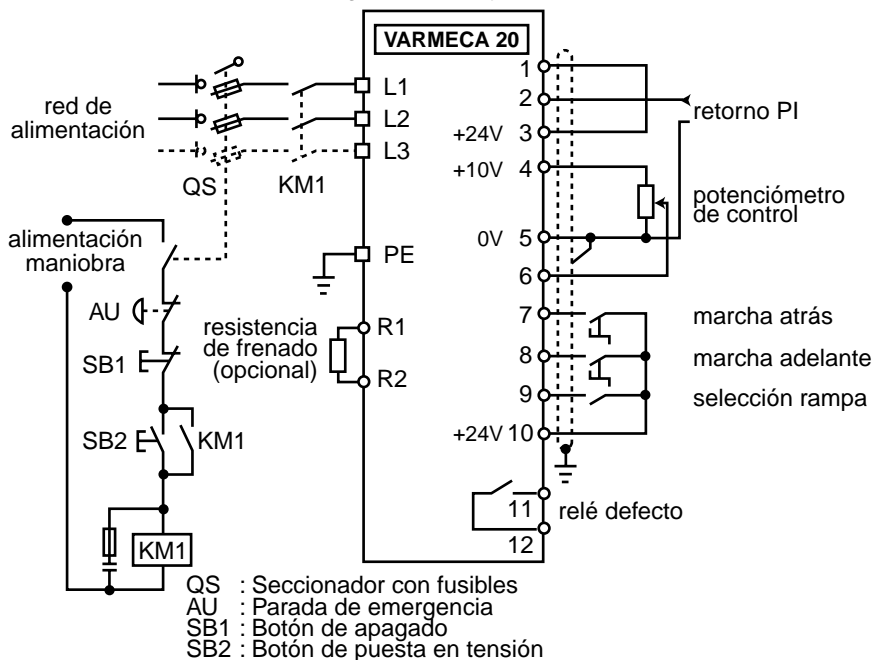 VARMECA 20
red de
alimentación
L1
L2
L3
QS
KM1
1
2
+24V 3
+10V 4
0V 5
6
7
8
9
+24V 10
11
12
retorno PI
potenciómetro
de control
marcha atrás
marcha adelante
selección rampa
relé defecto
alimentación
maniobra
PE
AU
SB1
resistencia
de frenado
(opcional)
R1
R2
SB2
KM1
KM1
QS : Seccionador con fusibles
AU : Parada de emergencia
SB1 : Botón de apagado
SB2 : Botón de puesta en tensión